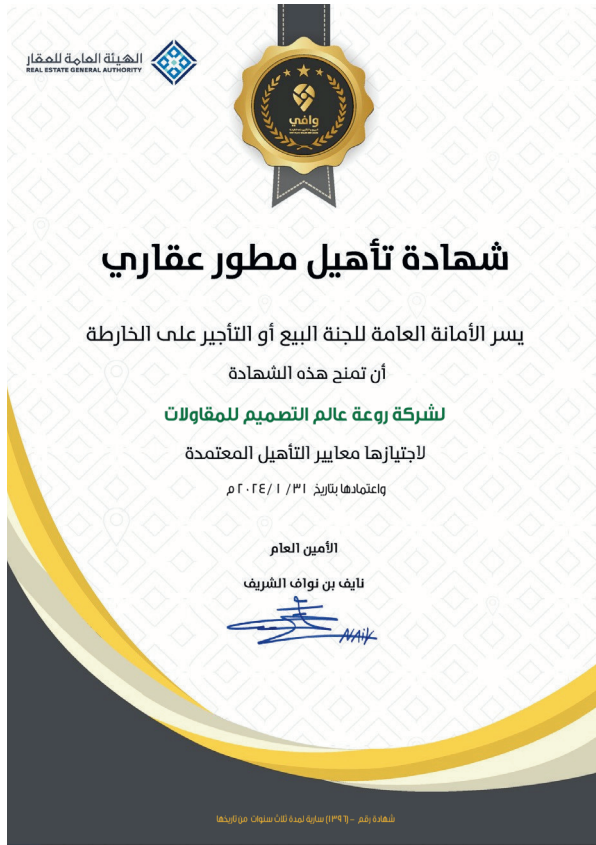 الهيئة العامة للعقار
REAL ESTATE GENERAL AUTHORITY
وافي
شهادة تأهيل مطور عقاري
يسر الأمانة العامة للجنة البيع أو التأجير على الخارطة
أن تمنح هذه الشهادة
لشركة روعة عالم التصميم للمقاولات
لاجتيازها معايير التأهيل المعتمدة
واعتمادها بتاريخ ٣١/ ١ /٢٠٢٤ م
الأمين العام
نايف بن نواف الشريف
NAIF
شهادة رقم – (١٣٩٦) سارية لمدة ثلاث سنوات من تاريخها